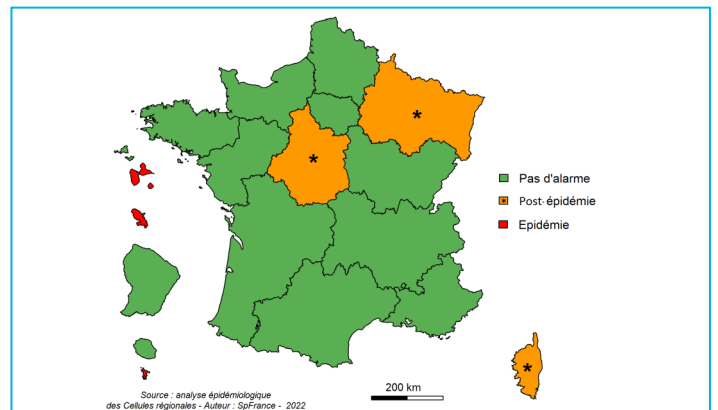 Pas d'alarme
Post-épidémie
Epidémie
200 km
Source : analyse épidémiologique
des Cellules régionales - Auteur : SpFrance - 2022